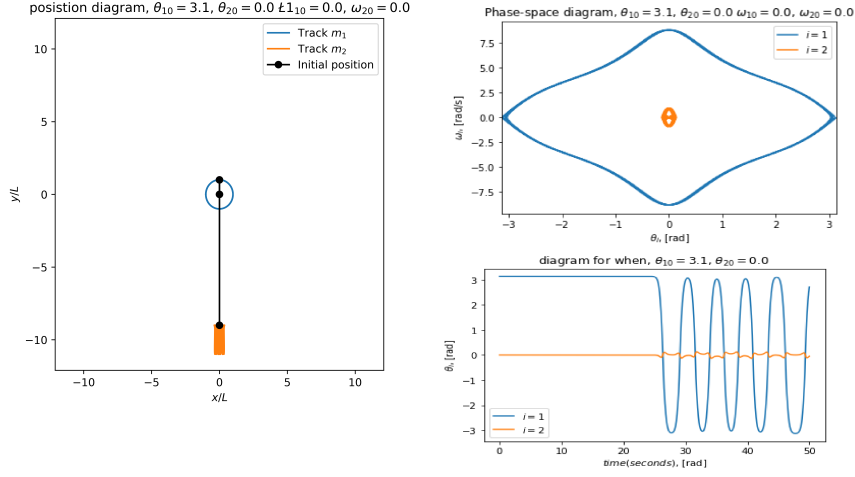 posistion diagram, θ₁₀ = 3.1, θ₂₀ = 0.0 Ł1₁₀ = 0.0, ω₂₀ = 0.0
Track m₁
Track m₂
Initial position
10
5
0
−5
−10
y/L
−10 −5 0 5 10
x/L
Phase-space diagram, θ₁₀ = 3.1, θ₂₀ = 0.0 ω₁₀ = 0.0, ω₂₀ = 0.0
i = 1
i = 2
7.5
5.0
2.5
0.0
−2.5
−5.0
−7.5
ωᵢ, [rad/s]
−3 −2 −1 0 1 2 3
θᵢ, [rad]
diagram for when, θ₁₀ = 3.1, θ₂₀ = 0.0
3
2
1
0
−1
−2
−3
θᵢ, [rad]
i = 1
i = 2
0 10 20 30 40 50
time(seconds), [rad]